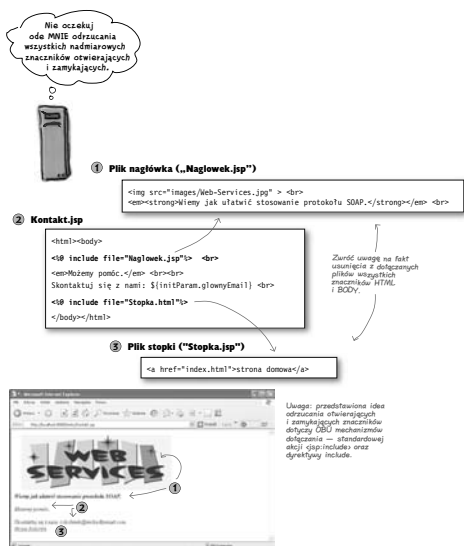 Nie oczekuj
ode MNIE odrzucania
wszystkich nadmiarowych
znaczników otwierających
i zamykających.
1 Plik nagłówka („Naglowek.jsp”)
<img src="images/Web-Services.jpg" > <br>
<em><strong>Wiemy jak ułatwić stosowanie protokołu SOAP.</strong></em> <br>
2 Kontakt.jsp
<html><body>
<%@ include file="Naglowek.jsp"%> <br>
<em>Możemy pomóc.</em> <br><br>
Skontaktuj się z nami: ${initParam.glownyEmail} <br>
<%@ include file="Stopka.html"%>
</body></html>
Zwróć uwagę na fakt
usunięcia z dołączanych
plików wszystkich
znaczników HTML
i BODY.
3 Plik stopki ("Stopka.jsp")
<a href="index.html">strona domowa</a>
WEB
SERVICES
Wiemy jak ułatwić stosowanie protokołu SOAP.
1
2
3
Uwaga: przedstawiona idea
odrzucania otwierających
i zamykających znaczników
dotyczy OBU mechanizmów
dołączania — standardowej
akcji <jsp:include> oraz
dyrektywy include.